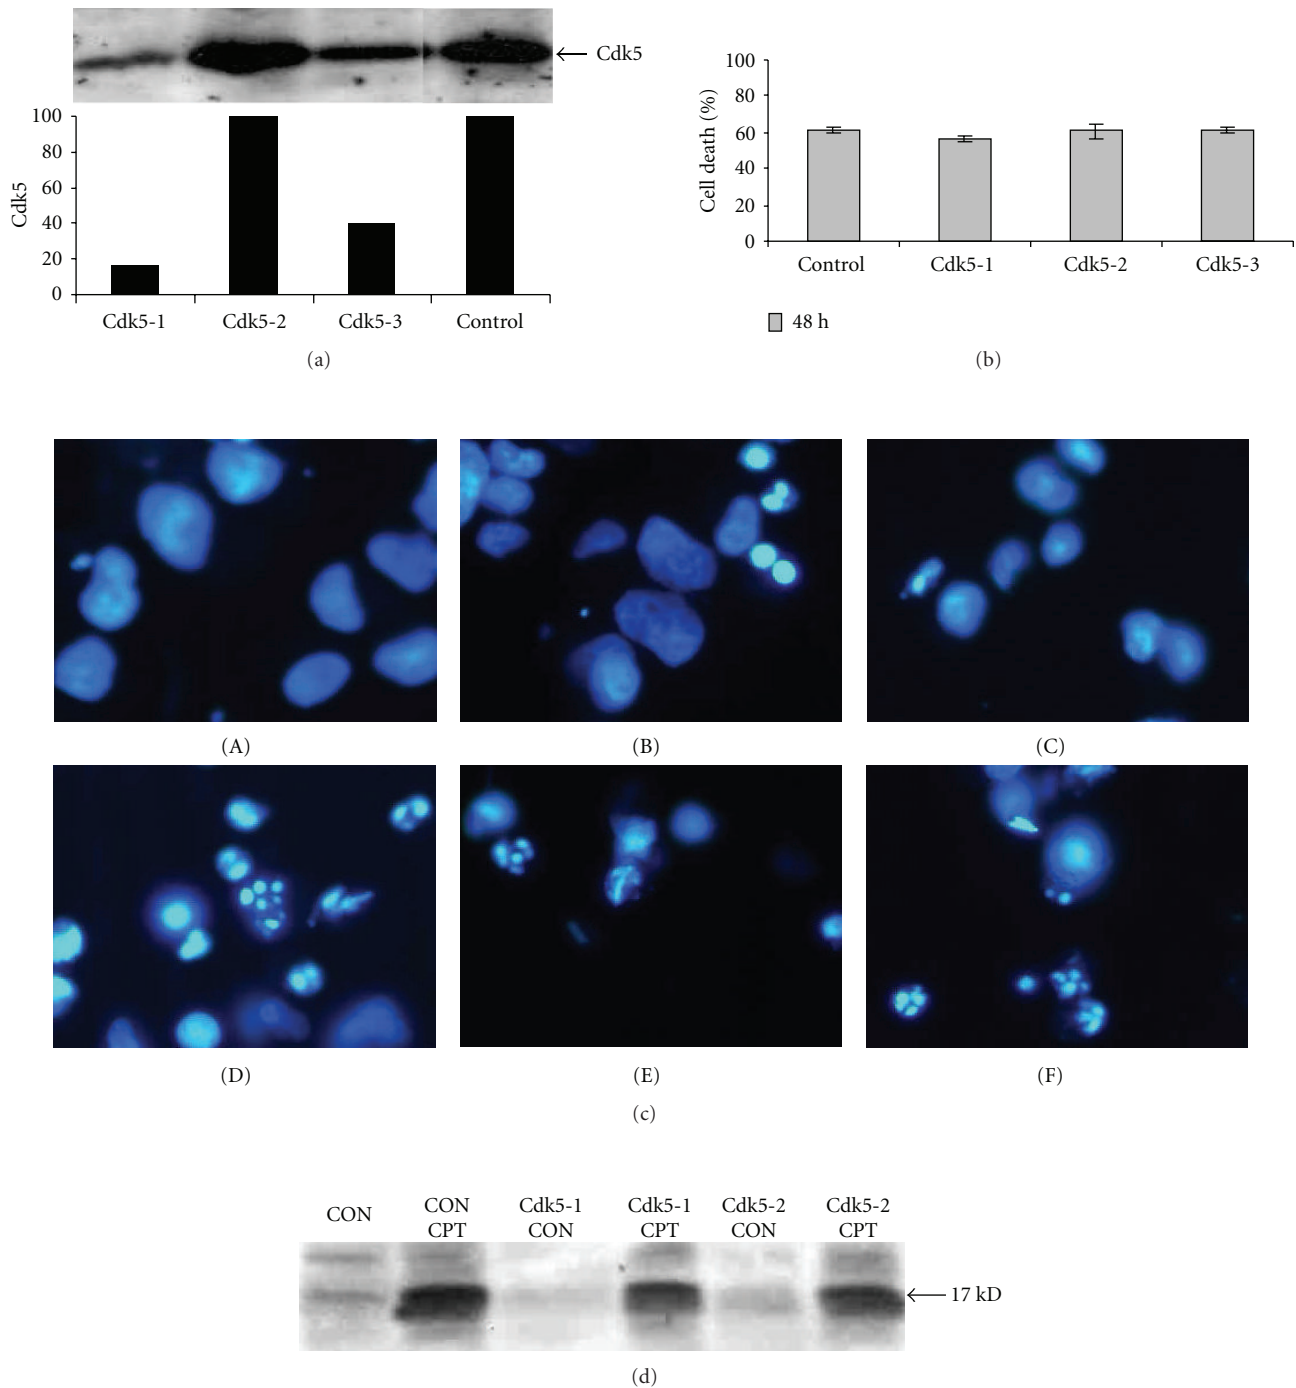 Cdk5
100
80
60
40
20
0
Cdk5
Cdk5-1 Cdk5-2 Cdk5-3 Control
(a)
100
80
60
40
20
0
Cell death (%)
Control Cdk5-1 Cdk5-2 Cdk5-3
48 h
(b)
(A) (B) (C)
(D) (E) (F)
(c)
CON CON Cdk5-1 Cdk5-1 Cdk5-2 Cdk5-2
CPT CON CPT CON CPT
17 kD
(d)